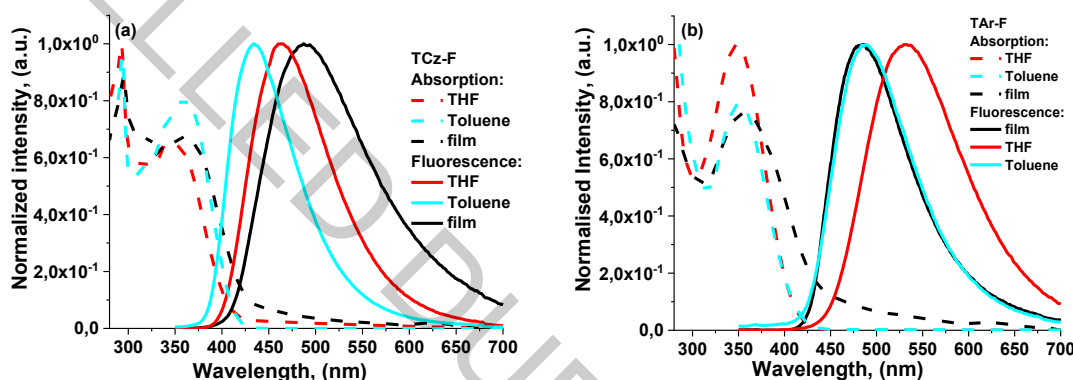 (a)
TCz-F
Absorption:
THF
Toluene
film
Fluorescence:
THF
Toluene
film
Normalized intensity, (a.u.)
1,0x10⁰
8,0x10⁻¹
6,0x10⁻¹
4,0x10⁻¹
2,0x10⁻¹
0,0
300 350 400 450 500 550 600 650 700
Wavelength, (nm)
(b)
TAr-F
Absorption:
THF
Toluene
film
Fluorescence:
film
THF
Toluene
Normalised Intensity, (a.u.)
1,0x10⁰
8,0x10⁻¹
6,0x10⁻¹
4,0x10⁻¹
2,0x10⁻¹
0,0
300 350 400 450 500 550 600 650 700
Wavelength, (nm)